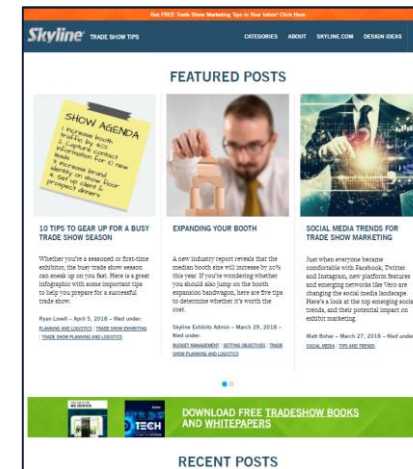 Get FREE Trade Show Marketing Tips in Your Inbox! Click Here
Skyline TRADE SHOW TIPS
CATEGORIES ABOUT SKYLINE.COM DESIGN IDEAS
FEATURED POSTS
SHOW AGENDA
1. Increase booth
traffic by 40%
2. Capture contact
information for 10 new
leads
3. Increase brand
identity on show floor
4. Set up client &
prospect dinners
10 TIPS TO GEAR UP FOR A BUSY
TRADE SHOW SEASON
Whether you're a seasoned or first-time
exhibitor, the busy trade show season
can sneak up on you fast. Here is a great
infographic with some important tips
to help you prepare for a successful
trade show.
Ryan Lowell – April 5, 2018 – filed under:
PLANNING AND LOGISTICS / TRADE SHOW EXHIBITING
/ TRADE SHOW PLANNING AND LOGISTICS
EXPANDING YOUR BOOTH
A new industry report reveals that the
median booth size will increase by 20%
this year. If you're wondering whether
you should also jump on the booth
expansion bandwagon, here are five tips
to determine whether it's worth the
cost.
Skyline Exhibits Admin – March 29, 2018 –
filed under:
BUDGET MANAGEMENT / SETTING OBJECTIVES / TRADE
SHOW PLANNING AND LOGISTICS
SOCIAL MEDIA TRENDS FOR
TRADE SHOW MARKETING
Just when everyone became
comfortable with Facebook, Twitter
and Instagram, new platform features
and emerging networks like Vero are
changing the social media landscape.
Here's a look at the top emerging social
trends, and their potential impact on
exhibit marketing.
Matt Bohar – March 27, 2018 – filed under:
SOCIAL MEDIA / TIPS AND TRENDS
TECH
DOWNLOAD FREE TRADESHOW BOOKS
AND WHITEPAPERS
RECENT POSTS